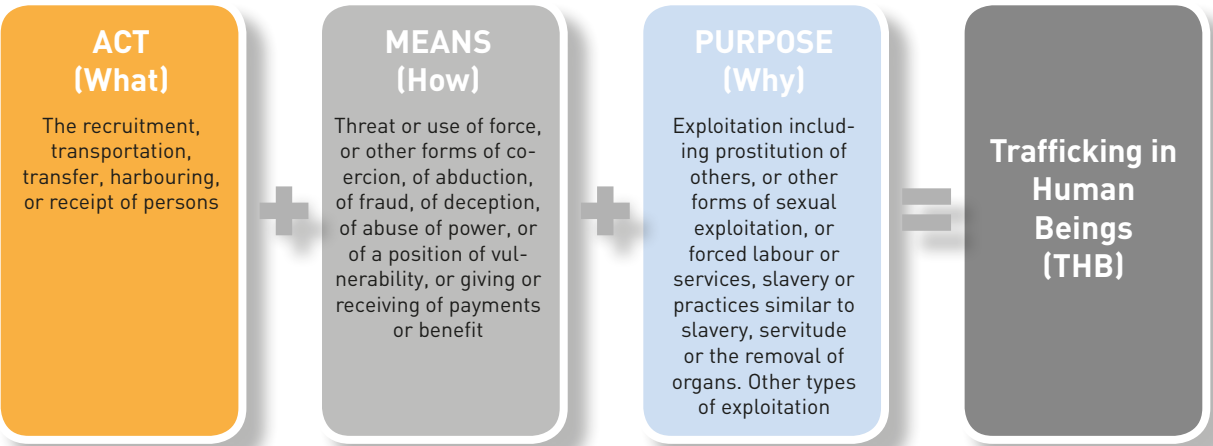 ACT
(What)
The recruitment,
transportation,
transfer, harbouring,
or receipt of persons
MEANS
(How)
Threat or use of force,
or other forms of co-
ercion, of abduction,
of fraud, of deception,
of abuse of power, or
of a position of vul-
nerability, or giving or
receiving of payments
or benefit
PURPOSE
(Why)
Exploitation includ-
ing prostitution of
others, or other
forms of sexual
exploitation, or
forced labour or
services, slavery or
practices similar to
slavery, servitude
or the removal of
organs. Other types
of exploitation
Trafficking in
Human
Beings
(THB)